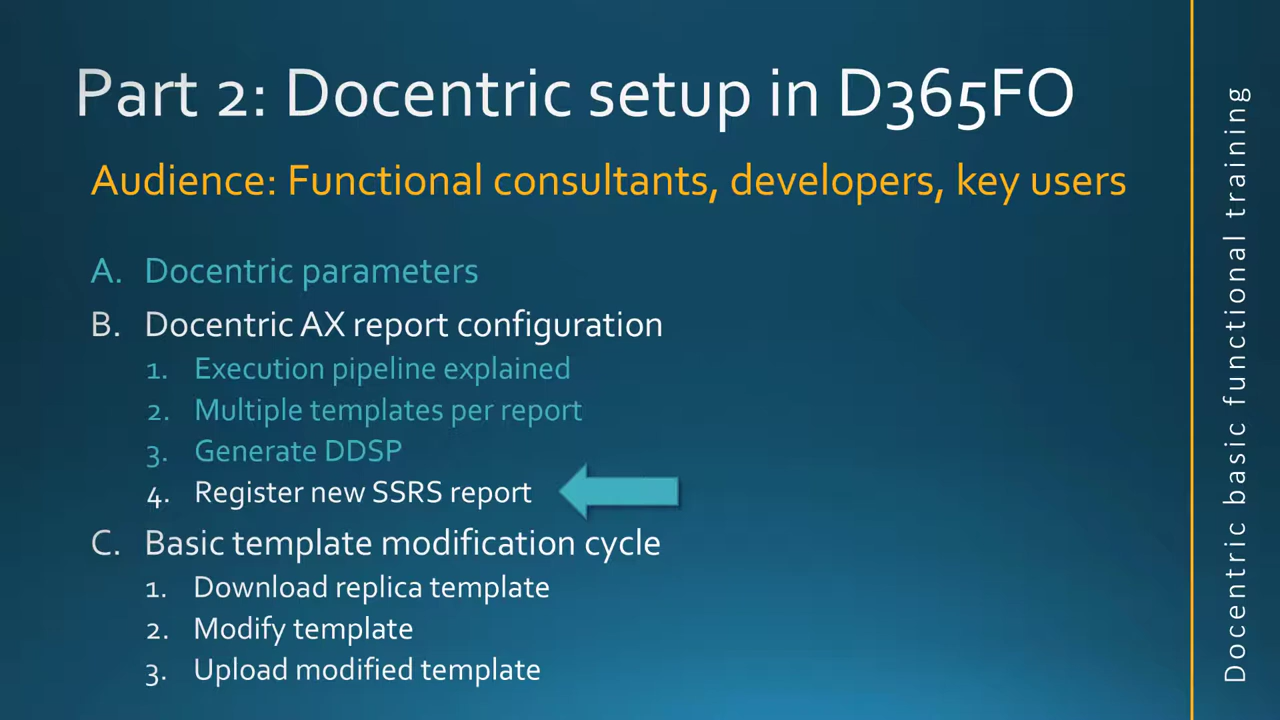 Part 2: Docentric setup in D365FO
Audience: Functional consultants, developers, key users
A. Docentric parameters
B. Docentric AX report configuration
1. Execution pipeline explained
2. Multiple templates per report
3. Generate DDSP
4. Register new SSRS report
C. Basic template modification cycle
1. Download replica template
2. Modify template
3. Upload modified template
Docentric basic functional training